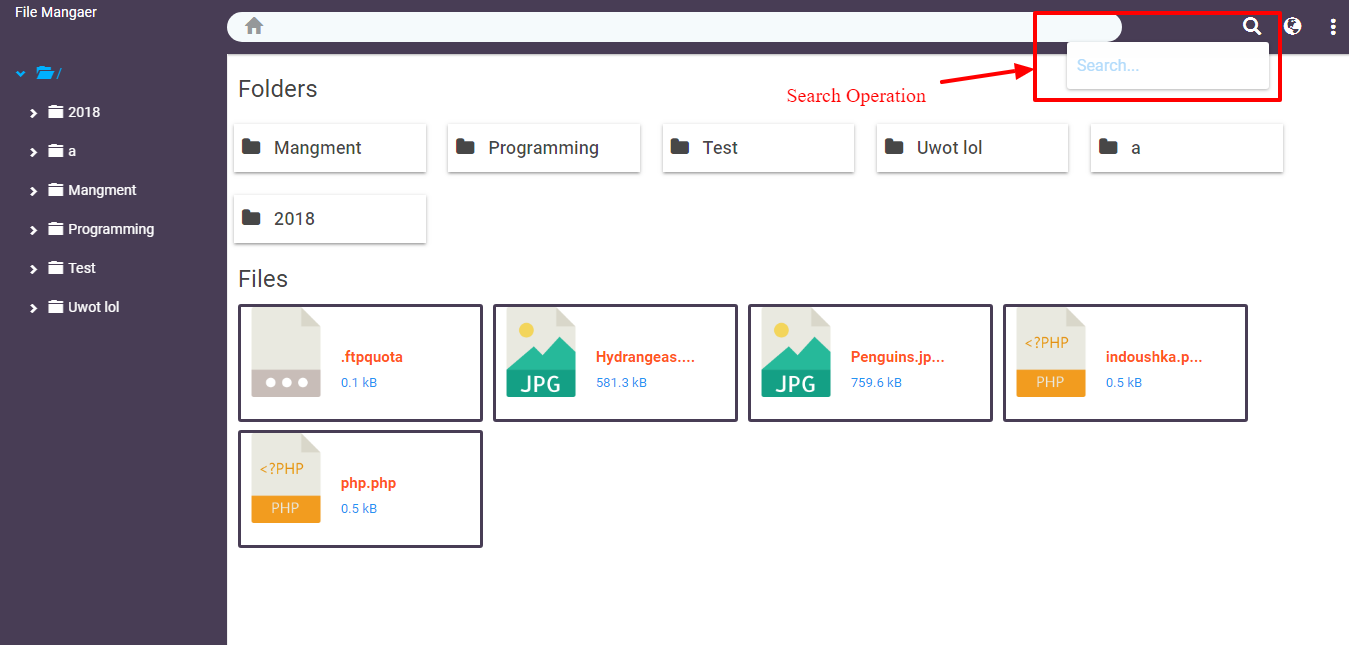 File Mangaer
/
2018
a
Mangment
Programming
Test
Uwot lol
Search...
Search Operation
Folders
Mangment
Programming
Test
Uwot lol
a
2018
Files
.ftpquota
0.1 kB
JPG
Hydrangeas....
581.3 kB
JPG
Penguins.jp...
759.6 kB
<?PHP
PHP
indoushka.p...
0.5 kB
<?PHP
PHP
php.php
0.5 kB